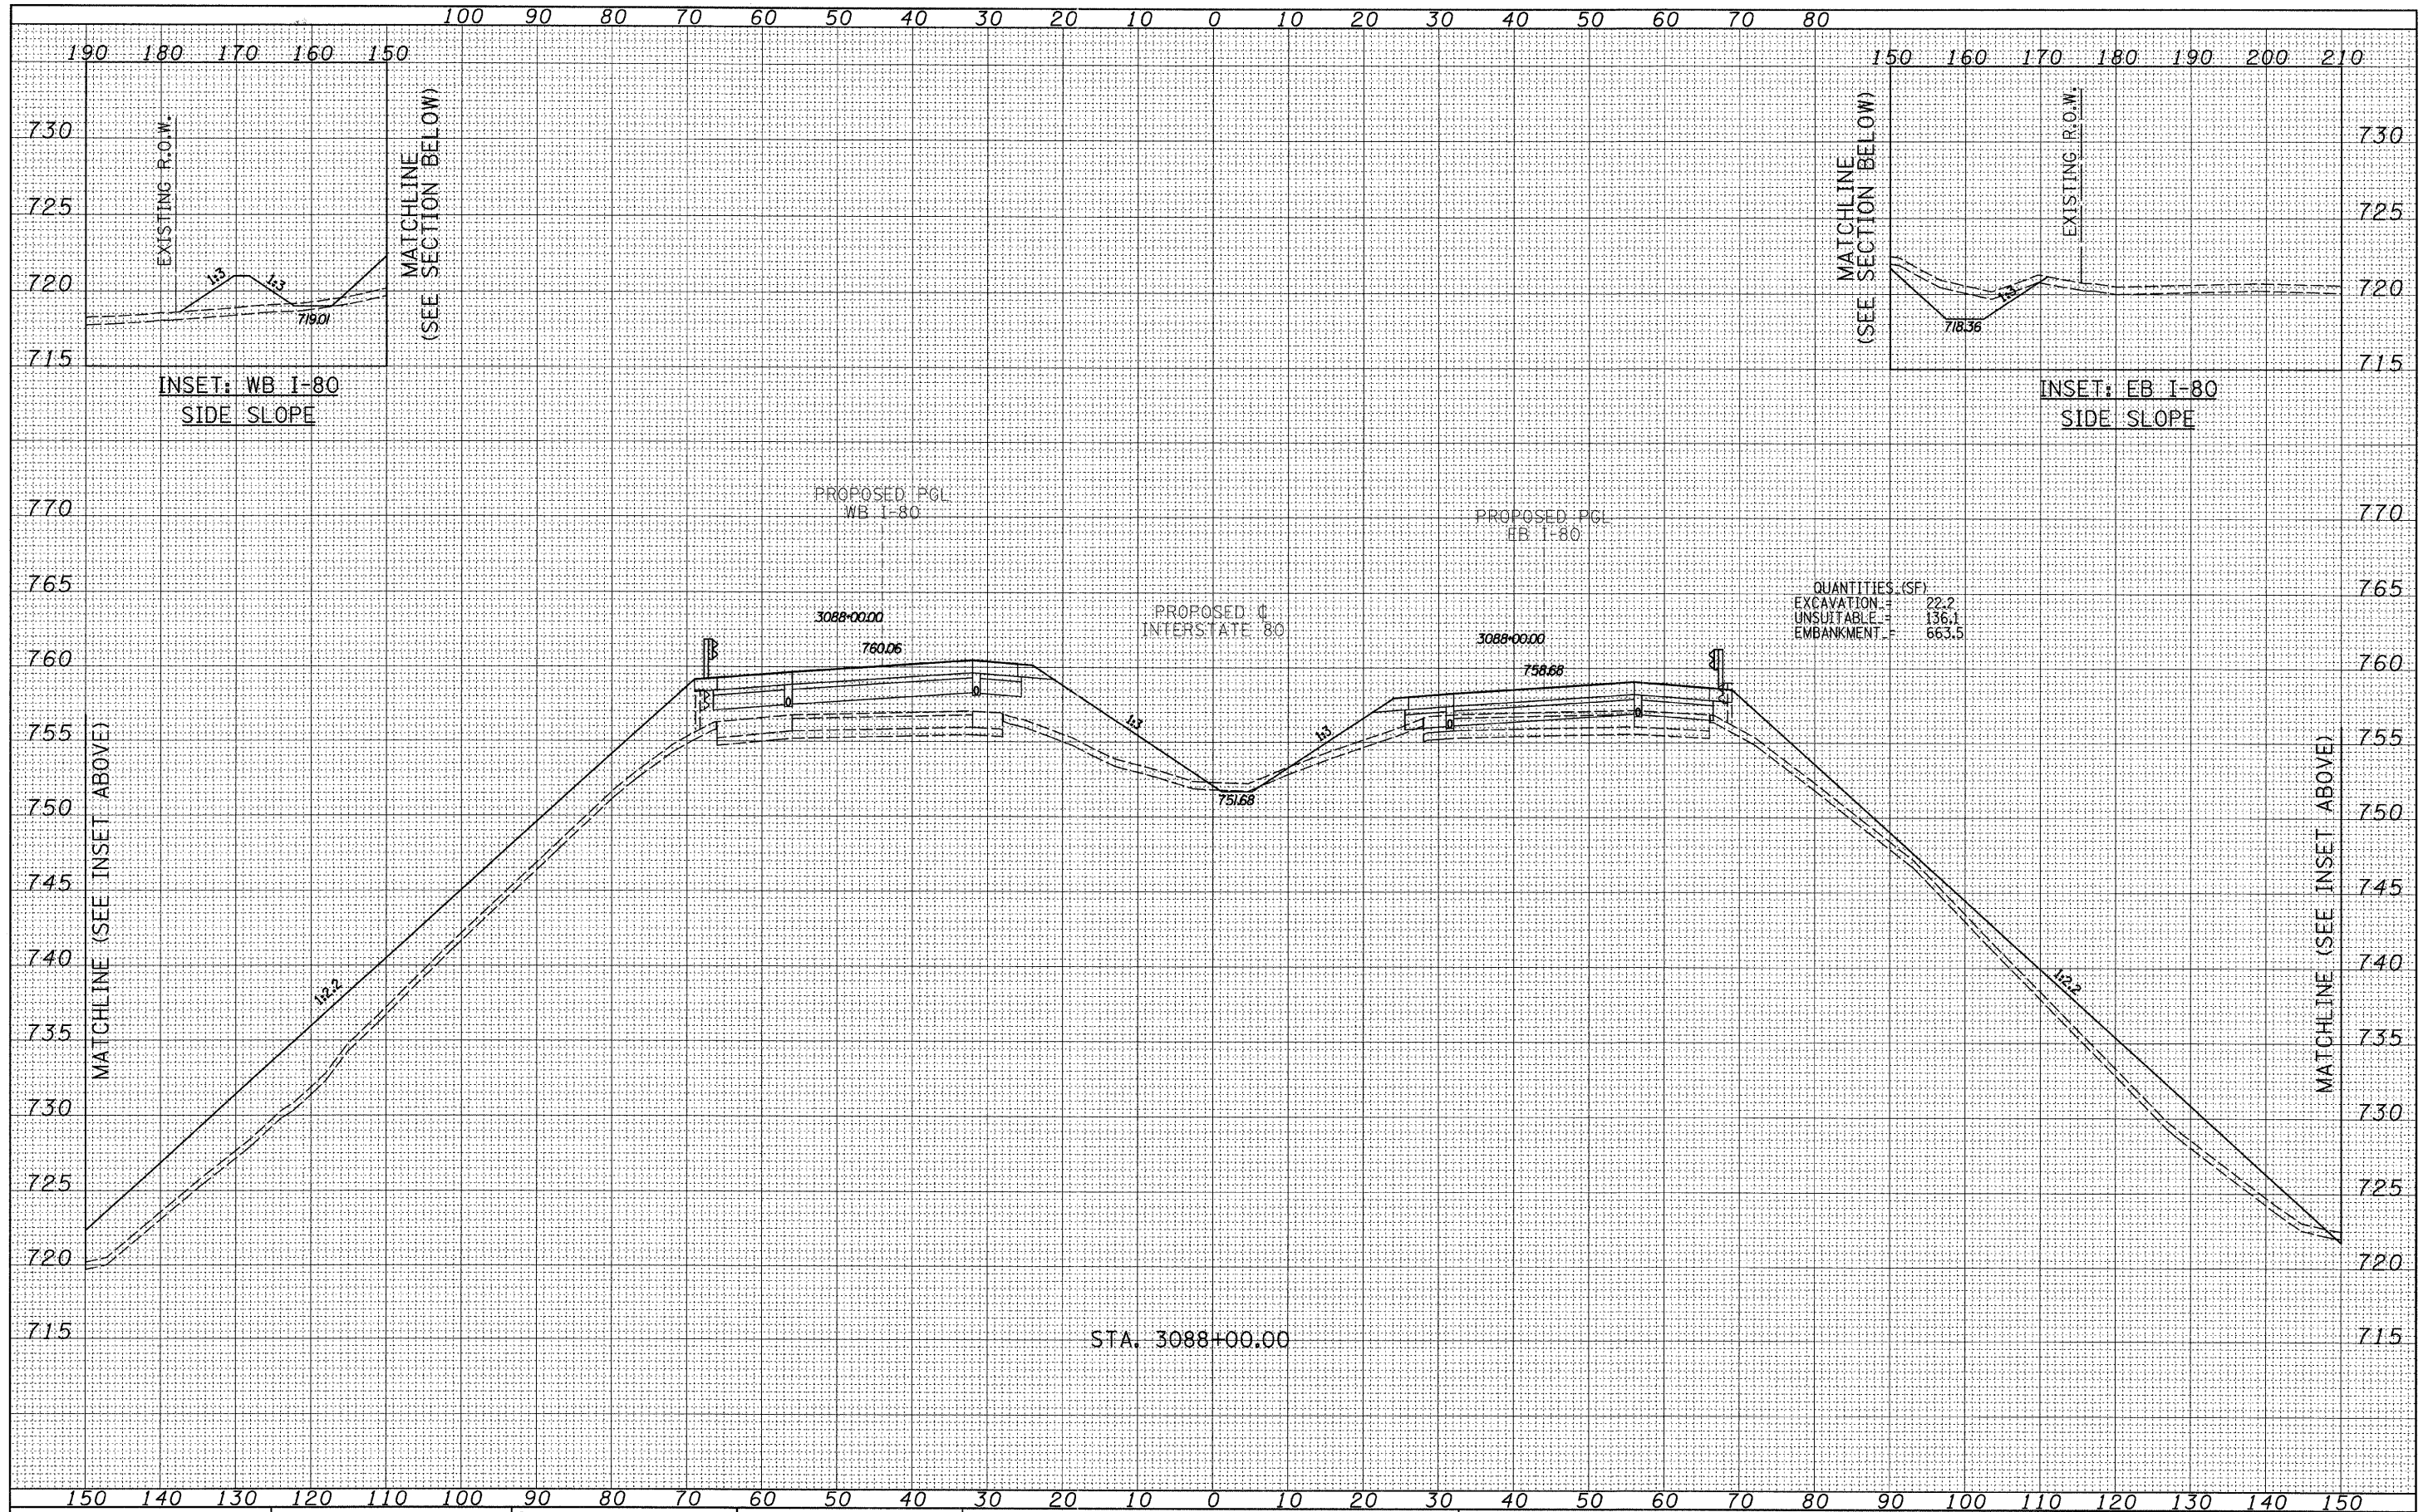 100 90 80 70 60 50 40 30 20 10 0 10 20 30 40 50 60 70 80
190 180 170 160 150
150 160 170 180 190 200 210
730
725
720
715
EXISTING R.O.W.
1:3
1:3
719.01
MATCHLINE
(SEE SECTION BELOW)
INSET: WB I-80
SIDE SLOPE
MATCHLINE
(SEE SECTION BELOW)
EXISTING R.O.W.
1:3
718.36
730
725
720
715
INSET: EB I-80
SIDE SLOPE
770
765
760
755
750
745
740
735
730
725
720
715
MATCHLINE (SEE INSET ABOVE)
PROPOSED PGL
WB I-80
3088+00.00
760.06
PROPOSED ℄
INTERSTATE 80
PROPOSED PGL
EB I-80
3088+00.00
758.68
QUANTITIES (SF)
EXCAVATION = 22.2
UNSUITABLE = 136.1
EMBANKMENT = 663.5
1:3
1:3
751.68
1:2.2
1:2.2
MATCHLINE (SEE INSET ABOVE)
770
765
760
755
750
745
740
735
730
725
720
715
STA. 3088+00.00
150 140 130 120 110 100 90 80 70 60 50 40 30 20 10 0 10 20 30 40 50 60 70 80 90 100 110 120 130 140 150